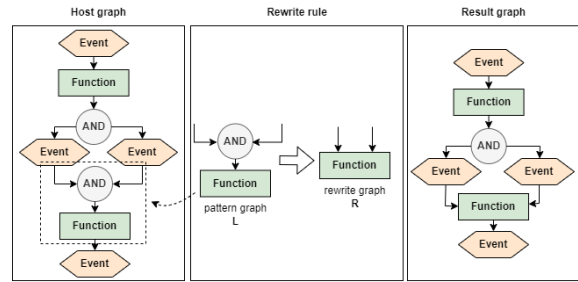 Host graph
Rewrite rule
Result graph
Event
Function
AND
Event
Event
AND
Function
Event
AND
Function
pattern graph
L
Function
rewrite graph
R
Event
Function
AND
Event
Event
Function
Event